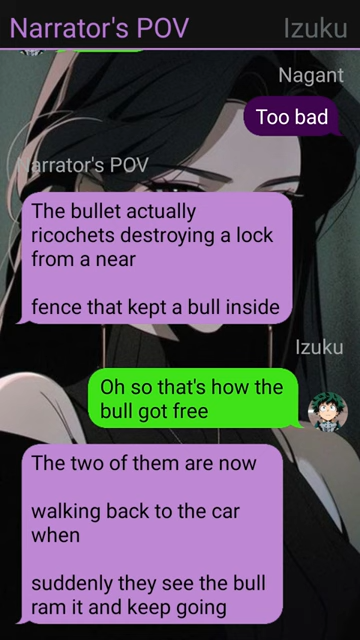 Narrator's POV Izuku
Nagant
Too bad
Narrator's POV
The bullet actually
ricochets destroying a lock
from a near
fence that kept a bull inside
Izuku
Oh so that's how the
bull got free
The two of them are now
walking back to the car
when
suddenly they see the bull
ram it and keep going